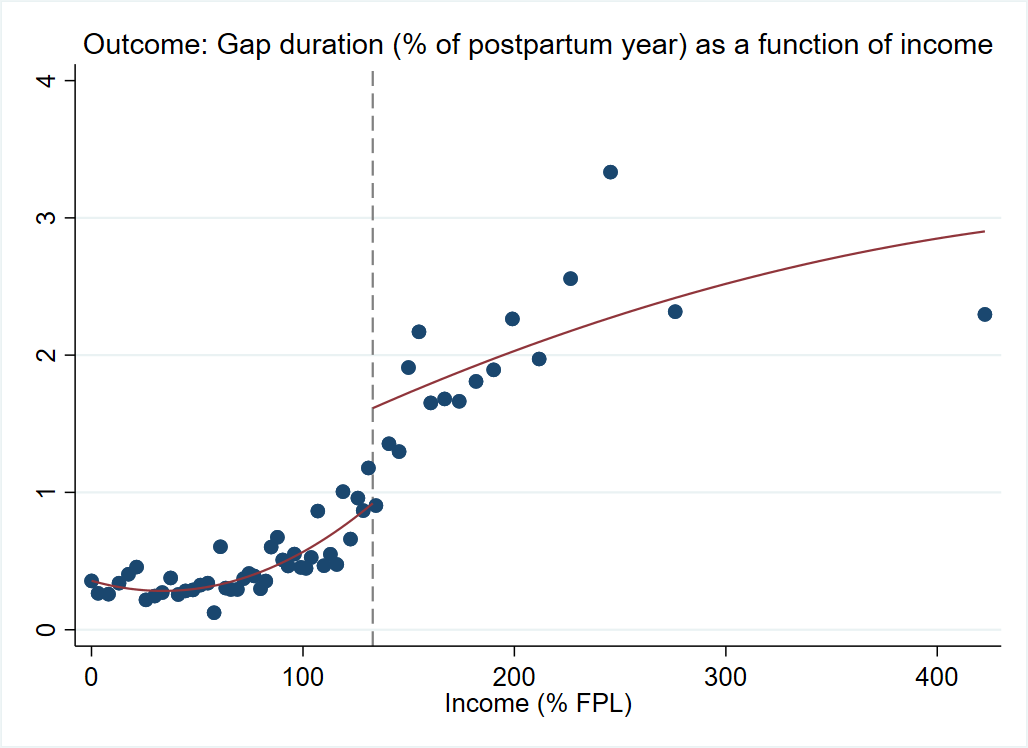 Outcome: Gap duration (% of postpartum year) as a function of income
4
3
2
1
0
0 100 200 300 400
Income (% FPL)